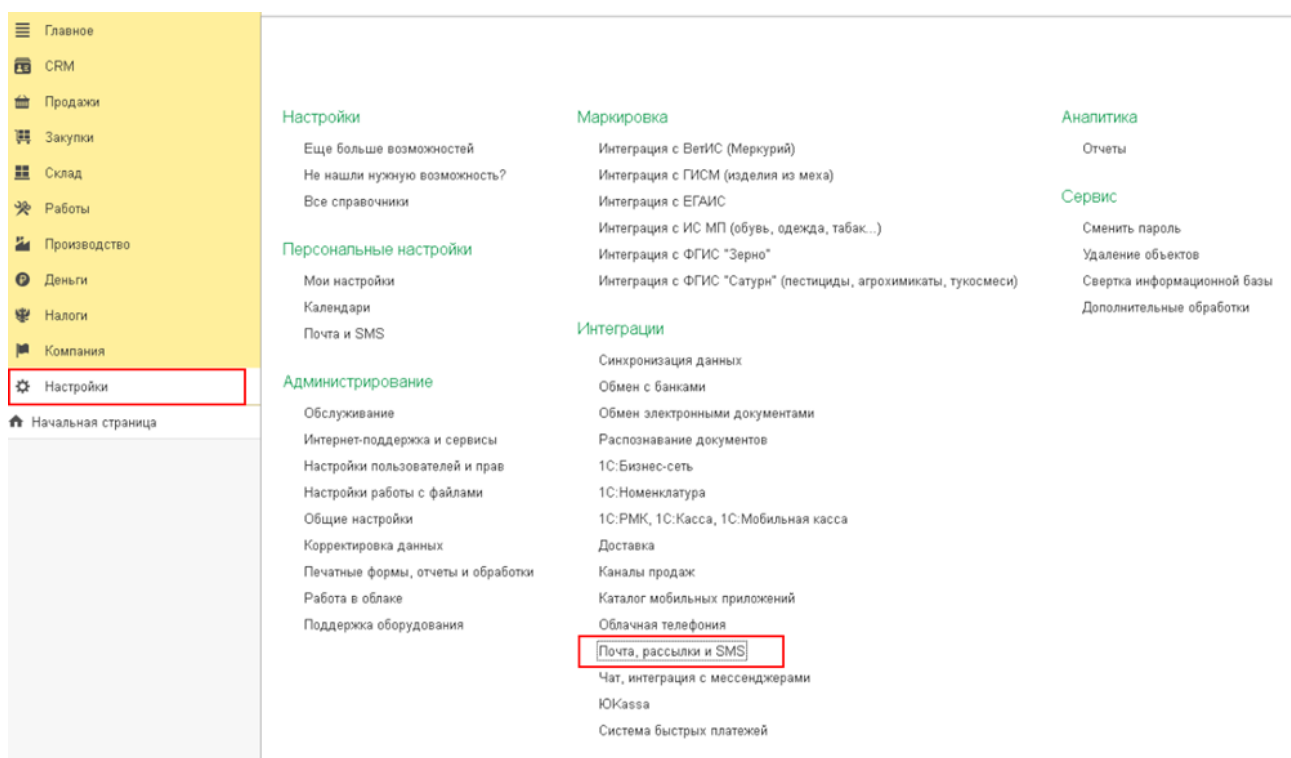 Главное
CRM
Продажи
Закупки
Склад
Работы
Производство
Деньги
Налоги
Компания
Настройки
Начальная страница
Настройки
Еще больше возможностей
Не нашли нужную возможность?
Все справочники
Персональные настройки
Мои настройки
Календари
Почта и SMS
Администрирование
Обслуживание
Интернет-поддержка и сервисы
Настройки пользователей и прав
Настройки работы с файлами
Общие настройки
Корректировка данных
Печатные формы, отчеты и обработки
Работа в облаке
Поддержка оборудования
Маркировка
Интеграция с ВетИС (Меркурий)
Интеграция с ГИСМ (изделия из меха)
Интеграция с ЕГАИС
Интеграция с ИС МП (обувь, одежда, табак...)
Интеграция с ФГИС "Зерно"
Интеграция с ФГИС "Сатурн" (пестициды, агрохимикаты, тукосмеси)
Интеграции
Синхронизация данных
Обмен с банками
Обмен электронными документами
Распознавание документов
1С:Бизнес-сеть
1С:Номенклатура
1С:РМК, 1С:Касса, 1С:Мобильная касса
Доставка
Каналы продаж
Каталог мобильных приложений
Облачная телефония
Почта, рассылки и SMS
Чат, интеграция с мессенджерами
ЮKassa
Система быстрых платежей
Аналитика
Отчеты
Сервис
Сменить пароль
Удаление объектов
Свертка информационной базы
Дополнительные обработки